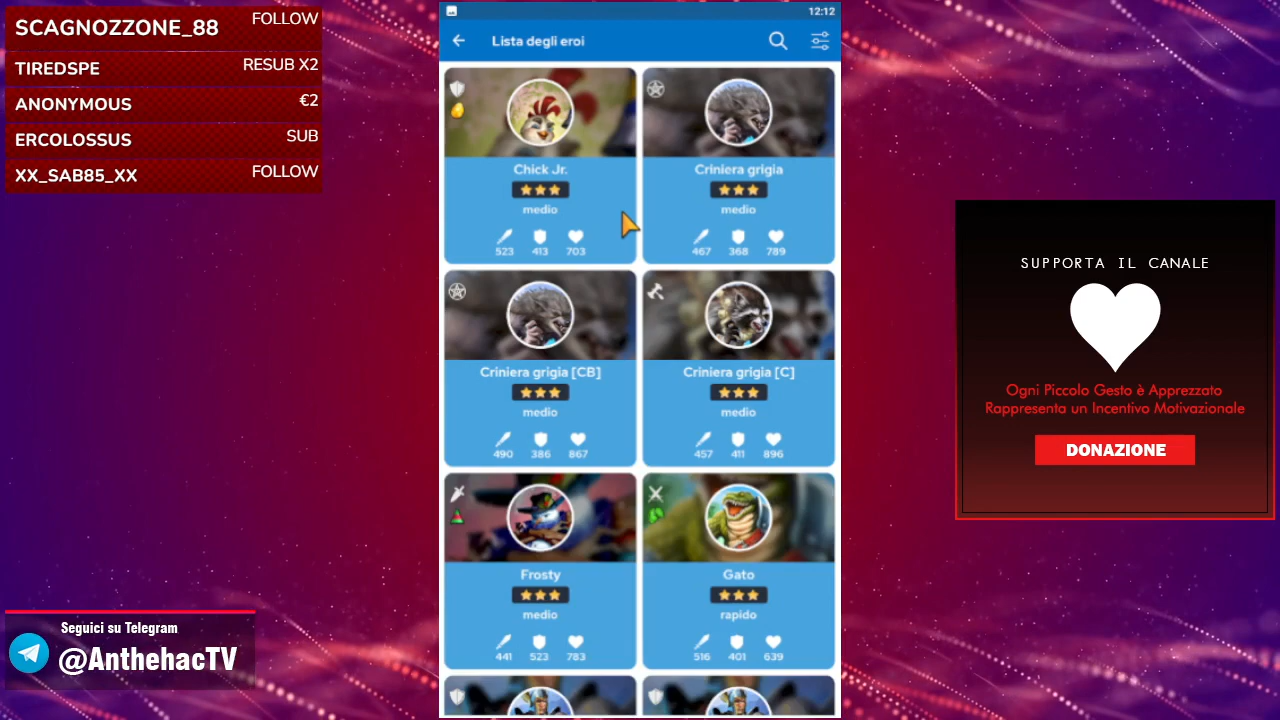 SCAGNOZZONE_88 FOLLOW
TIREDSPE RESUB X2
ANONYMOUS €2
ERCOLOSSUS SUB
XX_SAB85_XX FOLLOW
12:12
Lista degli eroi
Chick Jr.
medio
523 413 703
Criniera grigia
medio
467 368 789
Criniera grigia [CB]
medio
490 386 867
Criniera grigia [C]
medio
457 411 896
Frosty
medio
441 523 783
Gato
rapido
516 401 639
SUPPORTA IL CANALE
Ogni Piccolo Gesto è Apprezzato
Rappresenta un Incentivo Motivazionale
DONAZIONE
Seguici su Telegram
@AnthehacTV